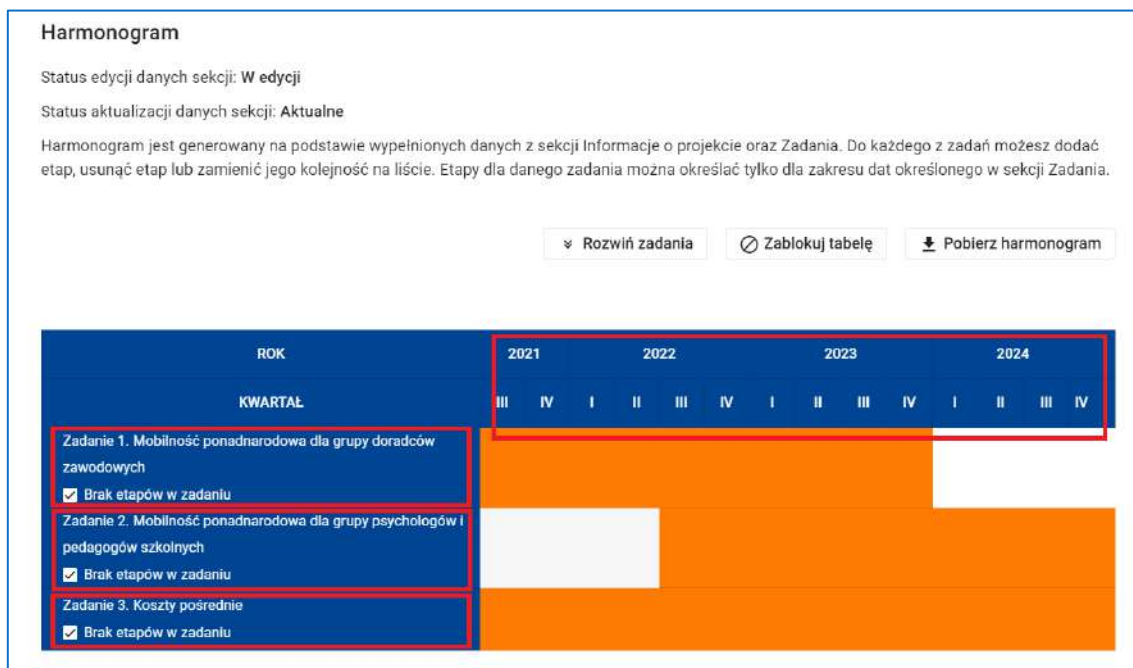 Harmonogram
Status edycji danych sekcji: W edycji
Status aktualizacji danych sekcji: Aktualne
Harmonogram jest generowany na podstawie wypełnionych danych z sekcji Informacje o projekcie oraz Zadania. Do każdego z zadań możesz dodać
etap, usunąć etap lub zamienić jego kolejność na liście. Etapy dla danego zadania można określać tylko dla zakresu dat określonego w sekcji Zadania.
Rozwiń zadania Zablokuj tabelę Pobierz harmonogram
ROK 2021 2022 2023 2024
KWARTAŁ III IV I II III IV I II III IV I II III IV
Zadanie 1. Mobilność ponadnarodowa dla grupy doradców
zawodowych
Brak etapów w zadaniu
Zadanie 2. Mobilność ponadnarodowa dla grupy psychologów i
pedagogów szkolnych
Brak etapów w zadaniu
Zadanie 3. Koszty pośrednie
Brak etapów w zadaniu